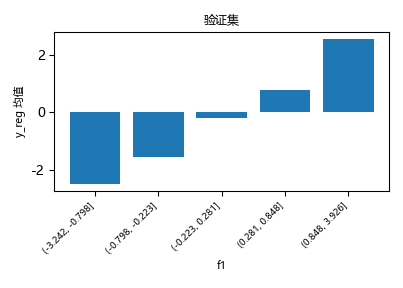 验证集
y_reg 均值
2
0
-2
(-3.242, -0.798]
(-0.798, -0.223]
(-0.223, 0.281]
(0.281, 0.848]
(0.848, 3.926]
f1